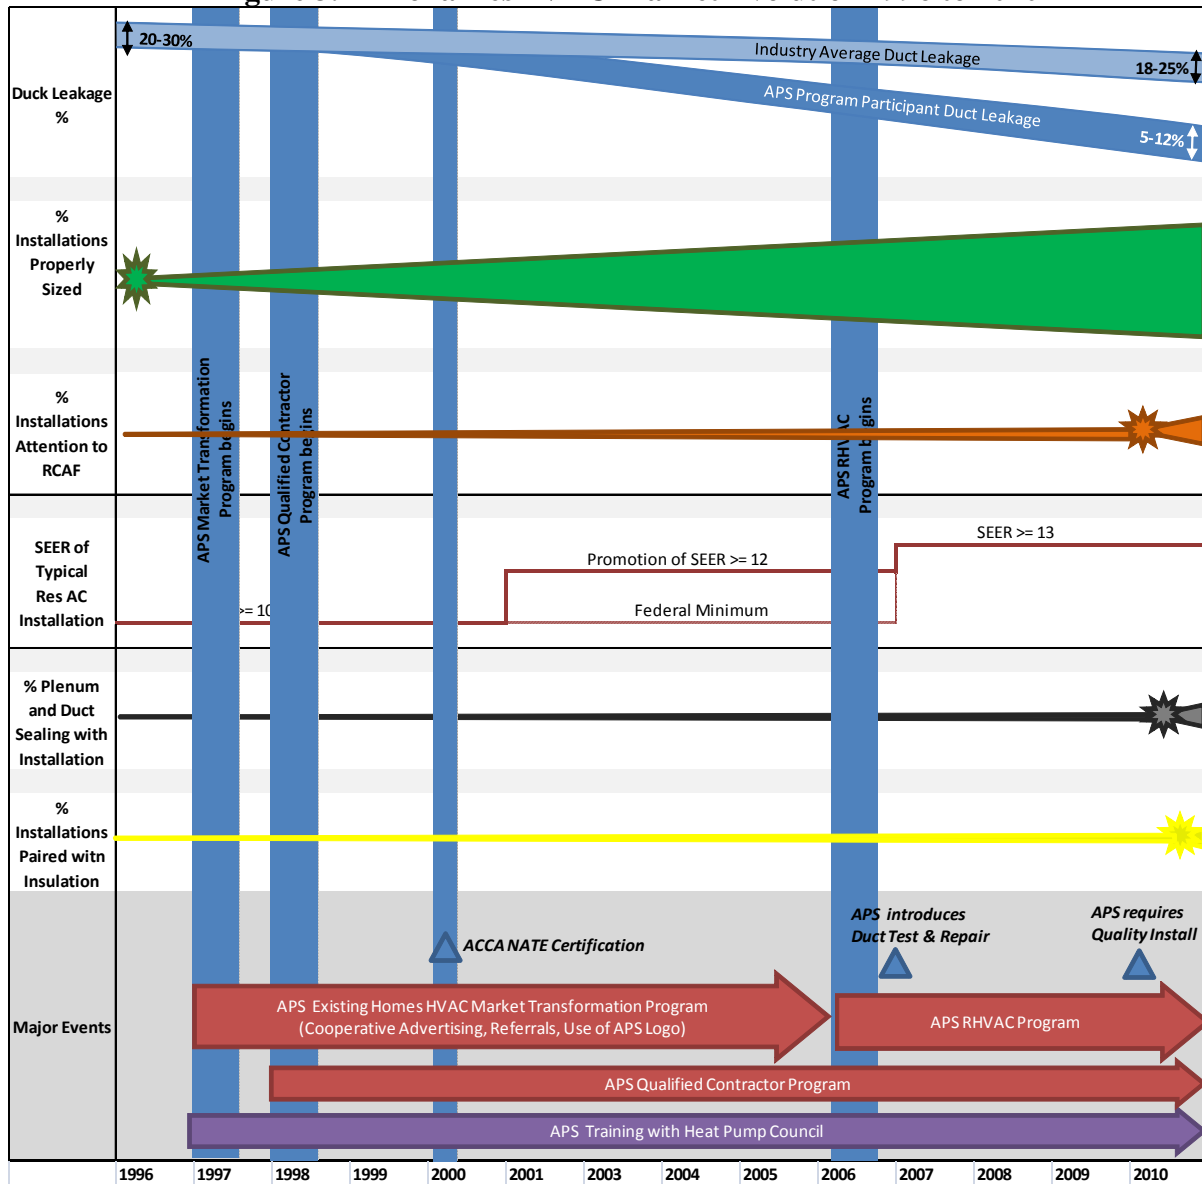 20-30%
Industry Average Duct Leakage
18-25%
Duck Leakage
%
APS Program Participant Duct Leakage
5-12%
%
Installations
Properly
Sized
%
Installations
Attention to
RCAF
APS Market Transformation
Program begins
APS Qualified Contractor
Program begins
APS RHVAC
Program begins
SEER of
Typical
Res AC
Installation
>= 10
Promotion of SEER >= 12
Federal Minimum
SEER >= 13
% Plenum
and Duct
Sealing with
Installation
%
Installations
Paired witn
Insulation
Major Events
ACCA NATE Certification
APS introduces
Duct Test & Repair
APS requires
Quality Install
APS Existing Homes HVAC Market Transformation Program
(Cooperative Advertising, Referrals, Use of APS Logo)
APS RHVAC Program
APS Qualified Contractor Program
APS Training with Heat Pump Council
1996 1997 1998 1999 2000 2001 2003 2004 2005 2006 2007 2008 2009 2010